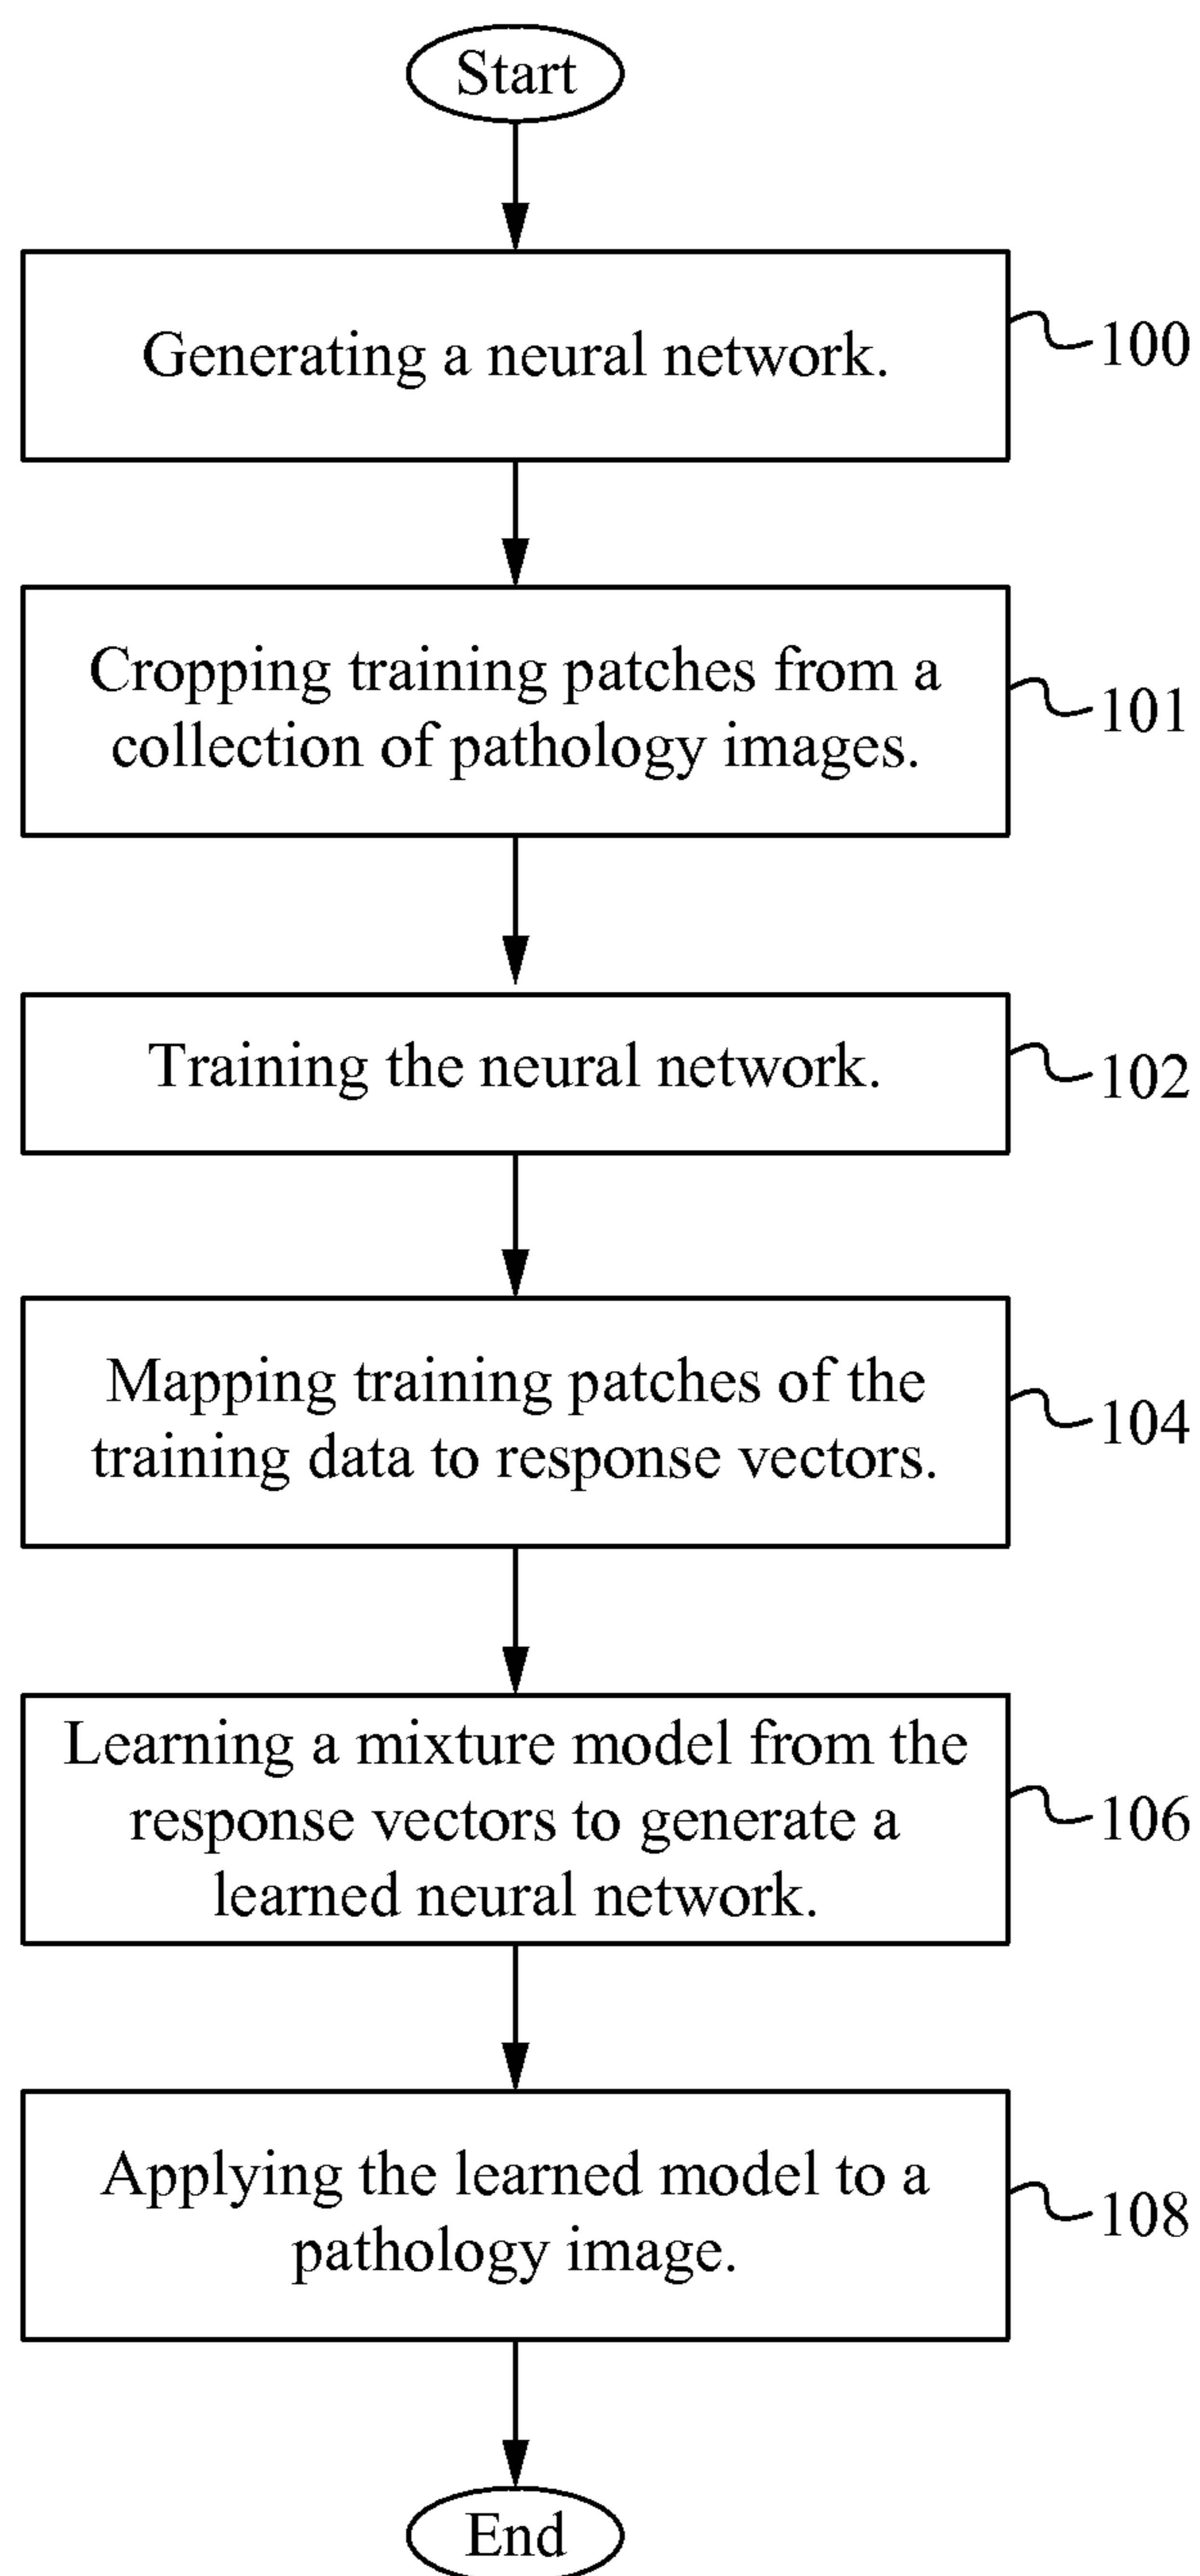 Start
Generating a neural network.
100
Cropping training patches from a
collection of pathology images.
101
Training the neural network.
102
Mapping training patches of the
training data to response vectors.
104
Learning a mixture model from the
response vectors to generate a
learned neural network.
106
Applying the learned model to a
pathology image.
108
End